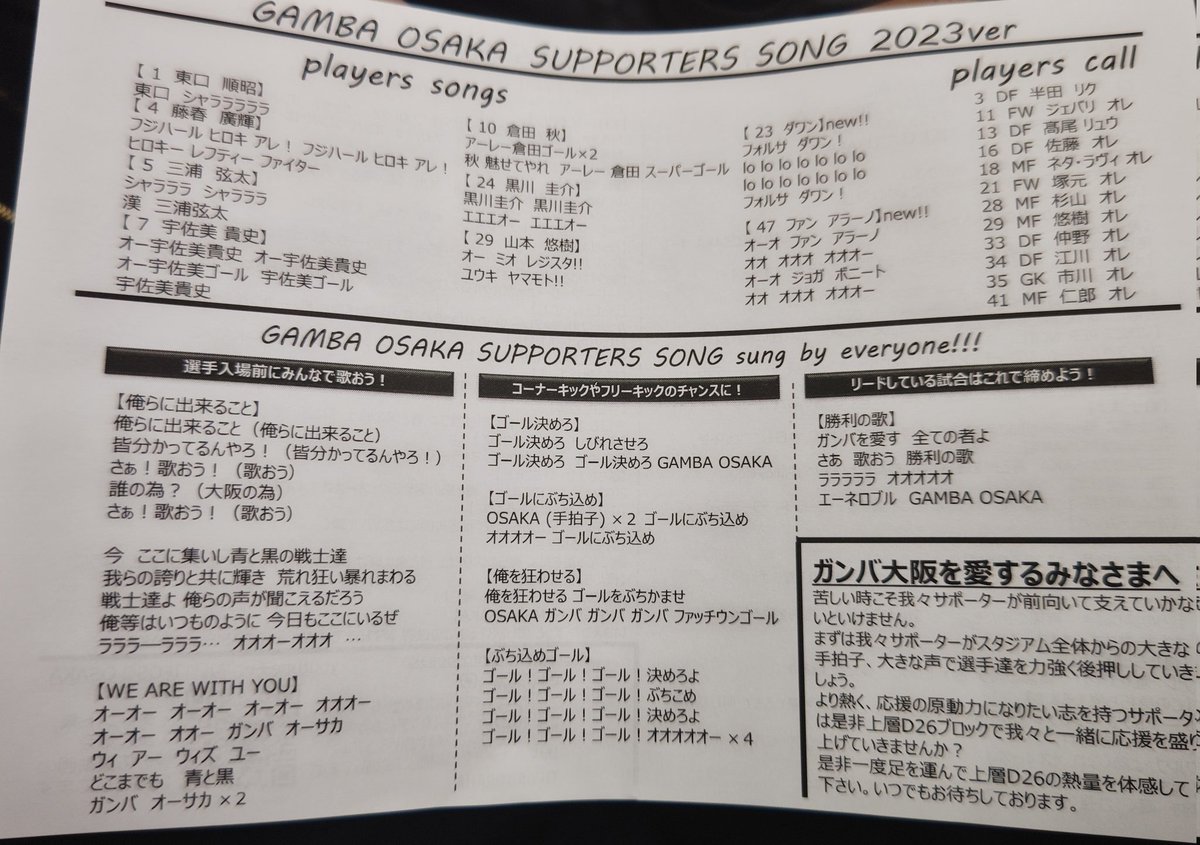 GAMBA OSAKA SUPPORTERS SONG 2023ver
players songs
【1 東口 順昭】
東口 シャララララララ
【4 藤春 廣輝】
フジハール ヒロキ アレ！ フジハール ヒロキ アレ！
ヒロキー レフティー ファイター
【5 三浦 弦太】
シャラララ シャラララ
漢 三浦弦太
【7 宇佐美 貴史】
オー宇佐美貴史 オー宇佐美貴史
オー宇佐美ゴール 宇佐美ゴール
宇佐美貴史
【10 倉田 秋】
アーレー倉田ゴール×2
秋 魅せてやれ アーレー 倉田 スーパーゴール
【24 黒川 圭介】
黒川圭介 黒川圭介
エエエオー エエエオー
【29 山本 悠樹】
オー ミオ レジスタ!!
ユウキ ヤマモト!!
【23 ダワン】new!!
フォルサ ダワン！
lo lo lo lo lo lo lo
lo lo lo lo lo lo lo
フォルサ ダワン！
【47 ファン アラーノ】new!!
オーオ ファン アラーノ
オオ オオオ オオオー
オーオ ジョガ ボニート
オオ オオオ オオオー
players call
3 DF 半田 リク
11 FW ジェバリ オレ
13 DF 髙尾 リュウ
16 DF 佐藤 オレ
18 MF ネタ・ラヴィ オレ
21 FW 塚元 オレ
28 MF 杉山 オレ
29 MF 悠樹 オレ
33 DF 仲野 オレ
34 DF 江川 オレ
35 GK 市川 オレ
41 MF 仁郎 オレ
GAMBA OSAKA SUPPORTERS SONG sung by everyone!!!
選手入場前にみんなで歌おう！
【俺らに出来ること】
俺らに出来ること（俺らに出来ること）
皆分かってるんやろ！（皆分かってるんやろ！）
さぁ！歌おう！（歌おう）
誰の為？（大阪の為）
さぁ！歌おう！（歌おう）
今 ここに集いし青と黒の戦士達
我らの誇りと共に輝き 荒れ狂い暴れまわる
戦士達よ 俺らの声が聞こえるだろう
俺等はいつものように 今日もここにいるぜ
ラララ―ラララ… オオオーオオオ …
【WE ARE WITH YOU】
オーオー オーオー オーオー オオオー
オーオー オオー ガンバ オーサカ
ウィ アー ウィズ ユー
どこまでも 青と黒
ガンバ オーサカ×2
コーナーキックやフリーキックのチャンスに！
【ゴール決めろ】
ゴール決めろ しびれさせろ
ゴール決めろ ゴール決めろ GAMBA OSAKA
【ゴールにぶち込め】
OSAKA (手拍子) ×2 ゴールにぶち込め
オオオオー ゴールにぶち込め
【俺を狂わせる】
俺を狂わせる ゴールをぶちかませ
OSAKA ガンバ ガンバ ガンバ ファッチウンゴール
【ぶち込めゴール】
ゴール！ゴール！ゴール！決めろよ
ゴール！ゴール！ゴール！ぶちこめ
ゴール！ゴール！ゴール！決めろよ
ゴール！ゴール！ゴール！オオオオオー ×4
リードしている試合はこれで締めよう！
【勝利の歌】
ガンバを愛す 全ての者よ
さあ 歌おう 勝利の歌
ラララララ オオオオオ
エーネロブル GAMBA OSAKA
ガンバ大阪を愛するみなさまへ
苦しい時こそ我々サポーターが前向いて支えていかな
いといけません。
まずは我々サポーターがスタジアム全体からの大きな
手拍子、大きな声で選手達を力強く後押ししていきま
しょう。
より熱く、応援の原動力になりたい志を持つサポータ
は是非上層D26ブロックで我々と一緒に応援を盛り
上げていきませんか？
是非一度足を運んで上層D26の熱量を体感して
下さい。いつでもお待ちしております。